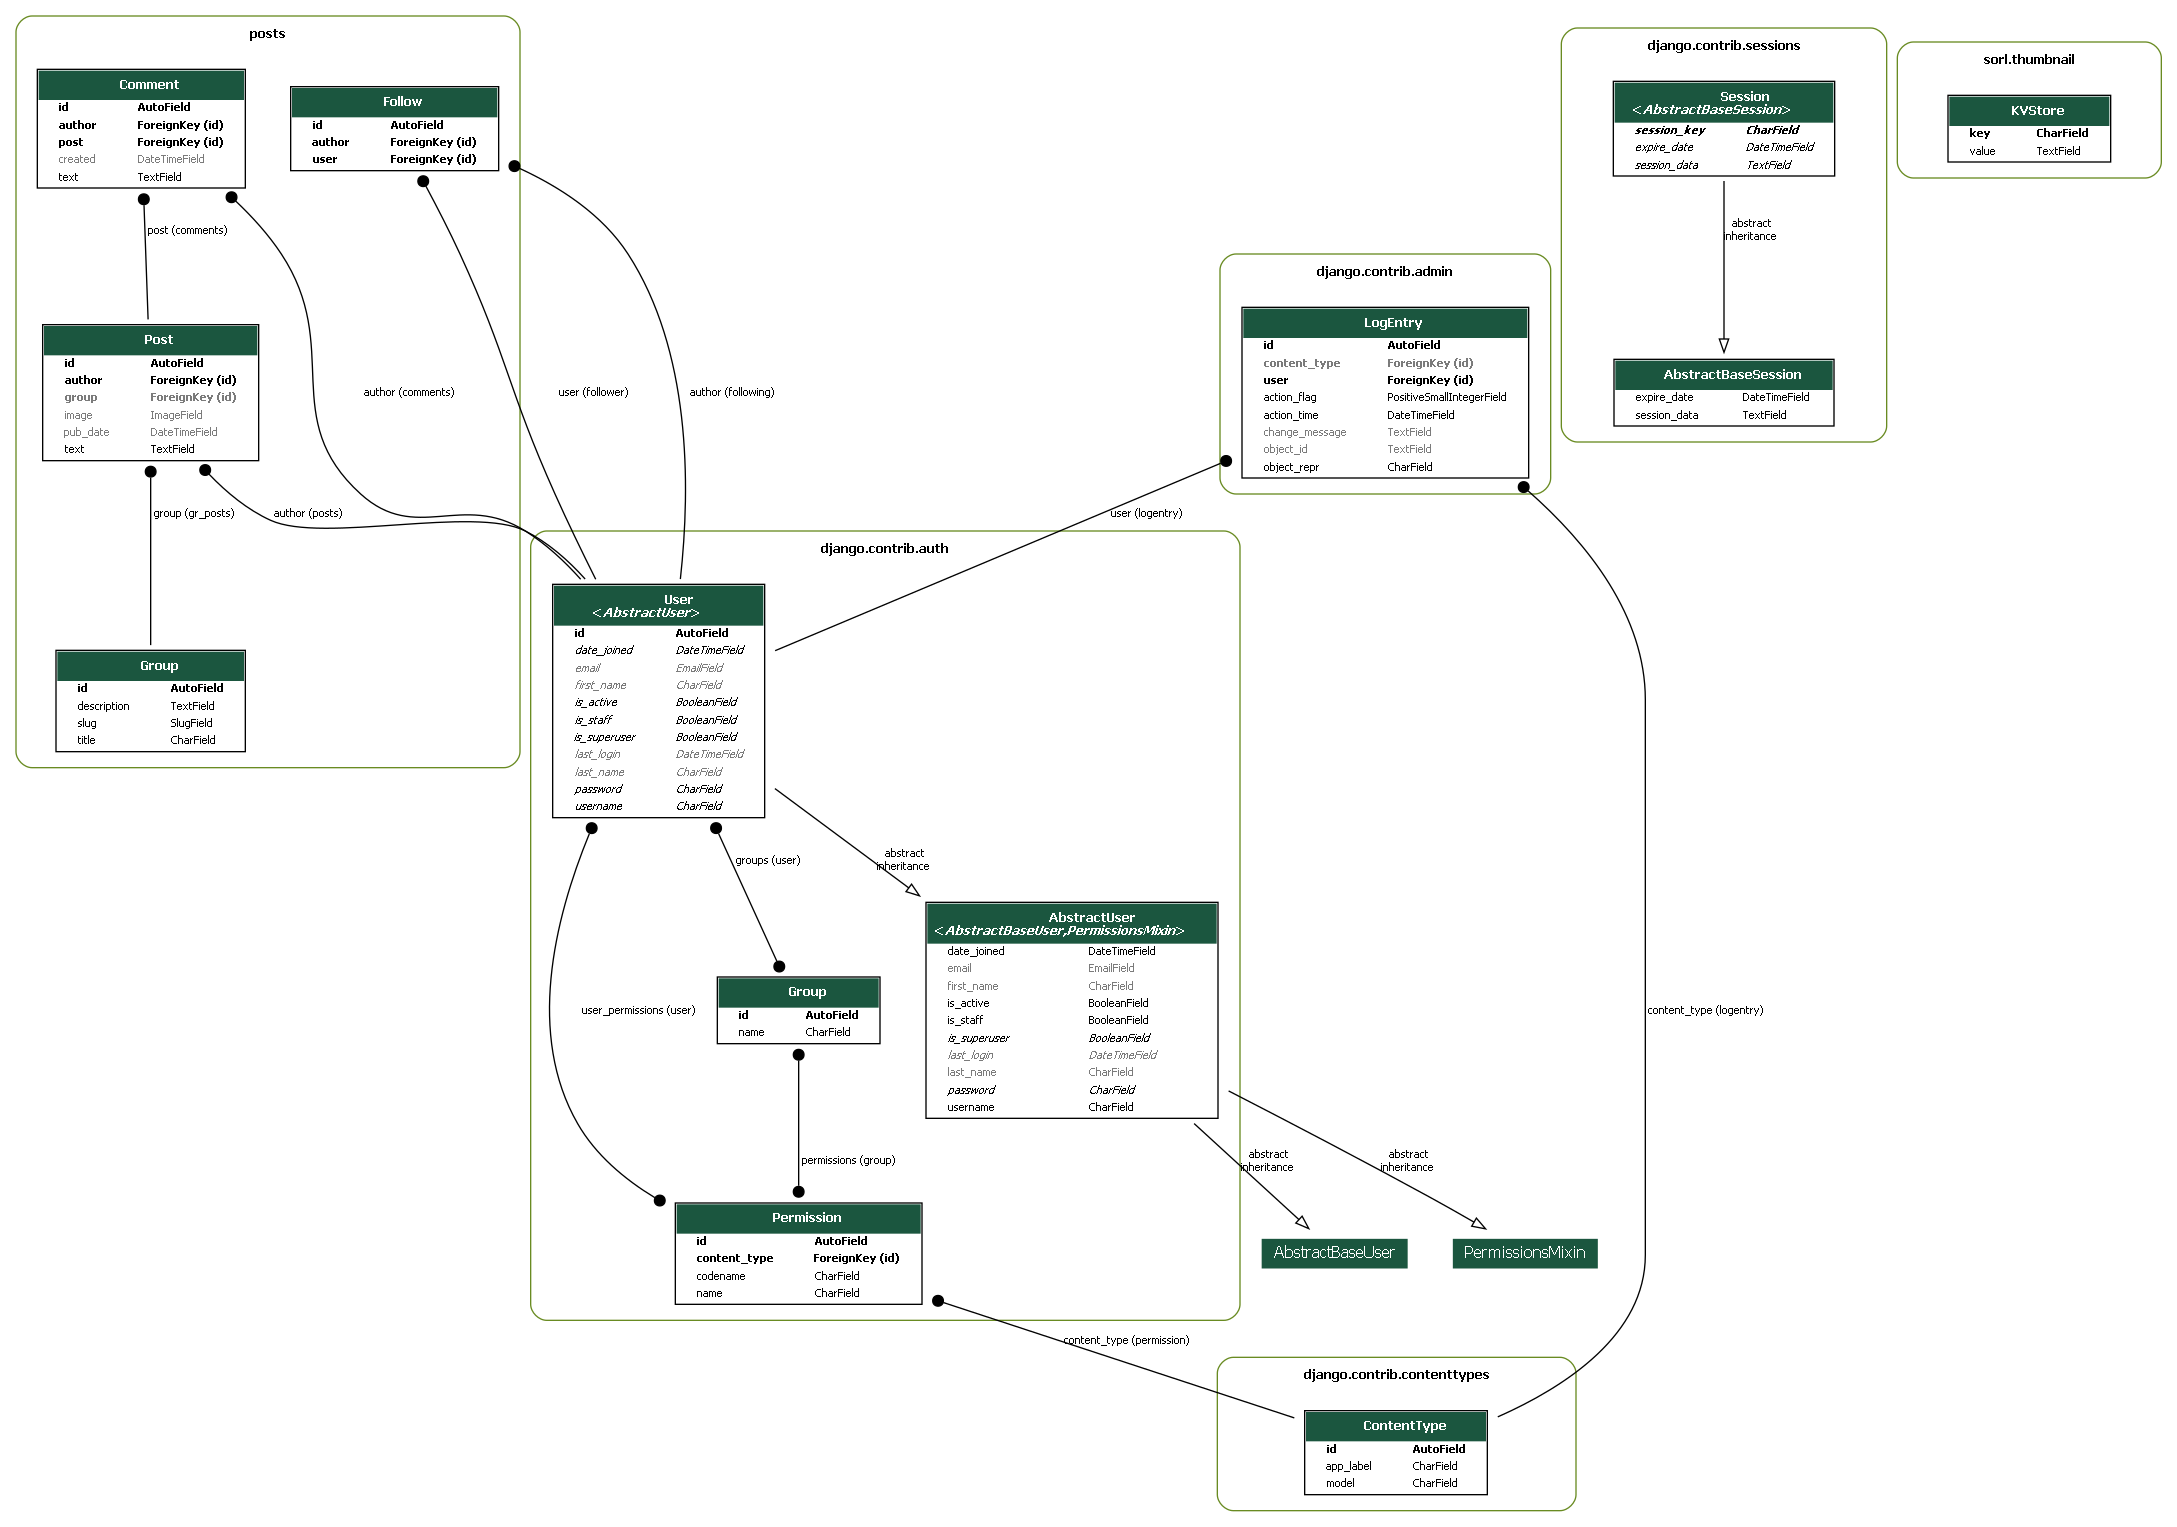 posts
Comment
id AutoField
author ForeignKey (id)
post ForeignKey (id)
created DateTimeField
text TextField
Follow
id AutoField
author ForeignKey (id)
user ForeignKey (id)
post (comments)
Post
id AutoField
author ForeignKey (id)
group ForeignKey (id)
image ImageField
pub_date DateTimeField
text TextField
author (comments)
user (follower)
author (following)
group (gr_posts)
author (posts)
Group
id AutoField
description TextField
slug SlugField
title CharField
django.contrib.sessions
Session
<AbstractBaseSession>
session_key CharField
expire_date DateTimeField
session_data TextField
abstract
inheritance
AbstractBaseSession
expire_date DateTimeField
session_data TextField
sorl.thumbnail
KVStore
key CharField
value TextField
django.contrib.admin
LogEntry
id AutoField
content_type ForeignKey (id)
user ForeignKey (id)
action_flag PositiveSmallIntegerField
action_time DateTimeField
change_message TextField
object_id TextField
object_repr CharField
user (logentry)
django.contrib.auth
User
<AbstractUser>
id AutoField
date_joined DateTimeField
email EmailField
first_name CharField
is_active BooleanField
is_staff BooleanField
is_superuser BooleanField
last_login DateTimeField
last_name CharField
password CharField
username CharField
groups (user)
abstract
inheritance
AbstractUser
<AbstractBaseUser,PermissionsMixin>
date_joined DateTimeField
email EmailField
first_name CharField
is_active BooleanField
is_staff BooleanField
is_superuser BooleanField
last_login DateTimeField
last_name CharField
password CharField
username CharField
user_permissions (user)
Group
id AutoField
name CharField
content_type (logentry)
permissions (group)
abstract
inheritance
abstract
inheritance
Permission
id AutoField
content_type ForeignKey (id)
codename CharField
name CharField
AbstractBaseUser
PermissionsMixin
content_type (permission)
django.contrib.contenttypes
ContentType
id AutoField
app_label CharField
model CharField